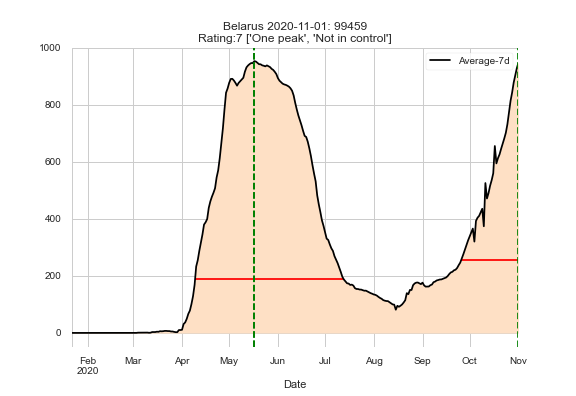 Belarus 2020-11-01: 99459
Rating:7 ['One peak', 'Not in control']
Average-7d
1000
800
600
400
200
0
Feb Mar Apr May Jun Jul Aug Sep Oct Nov
2020
Date